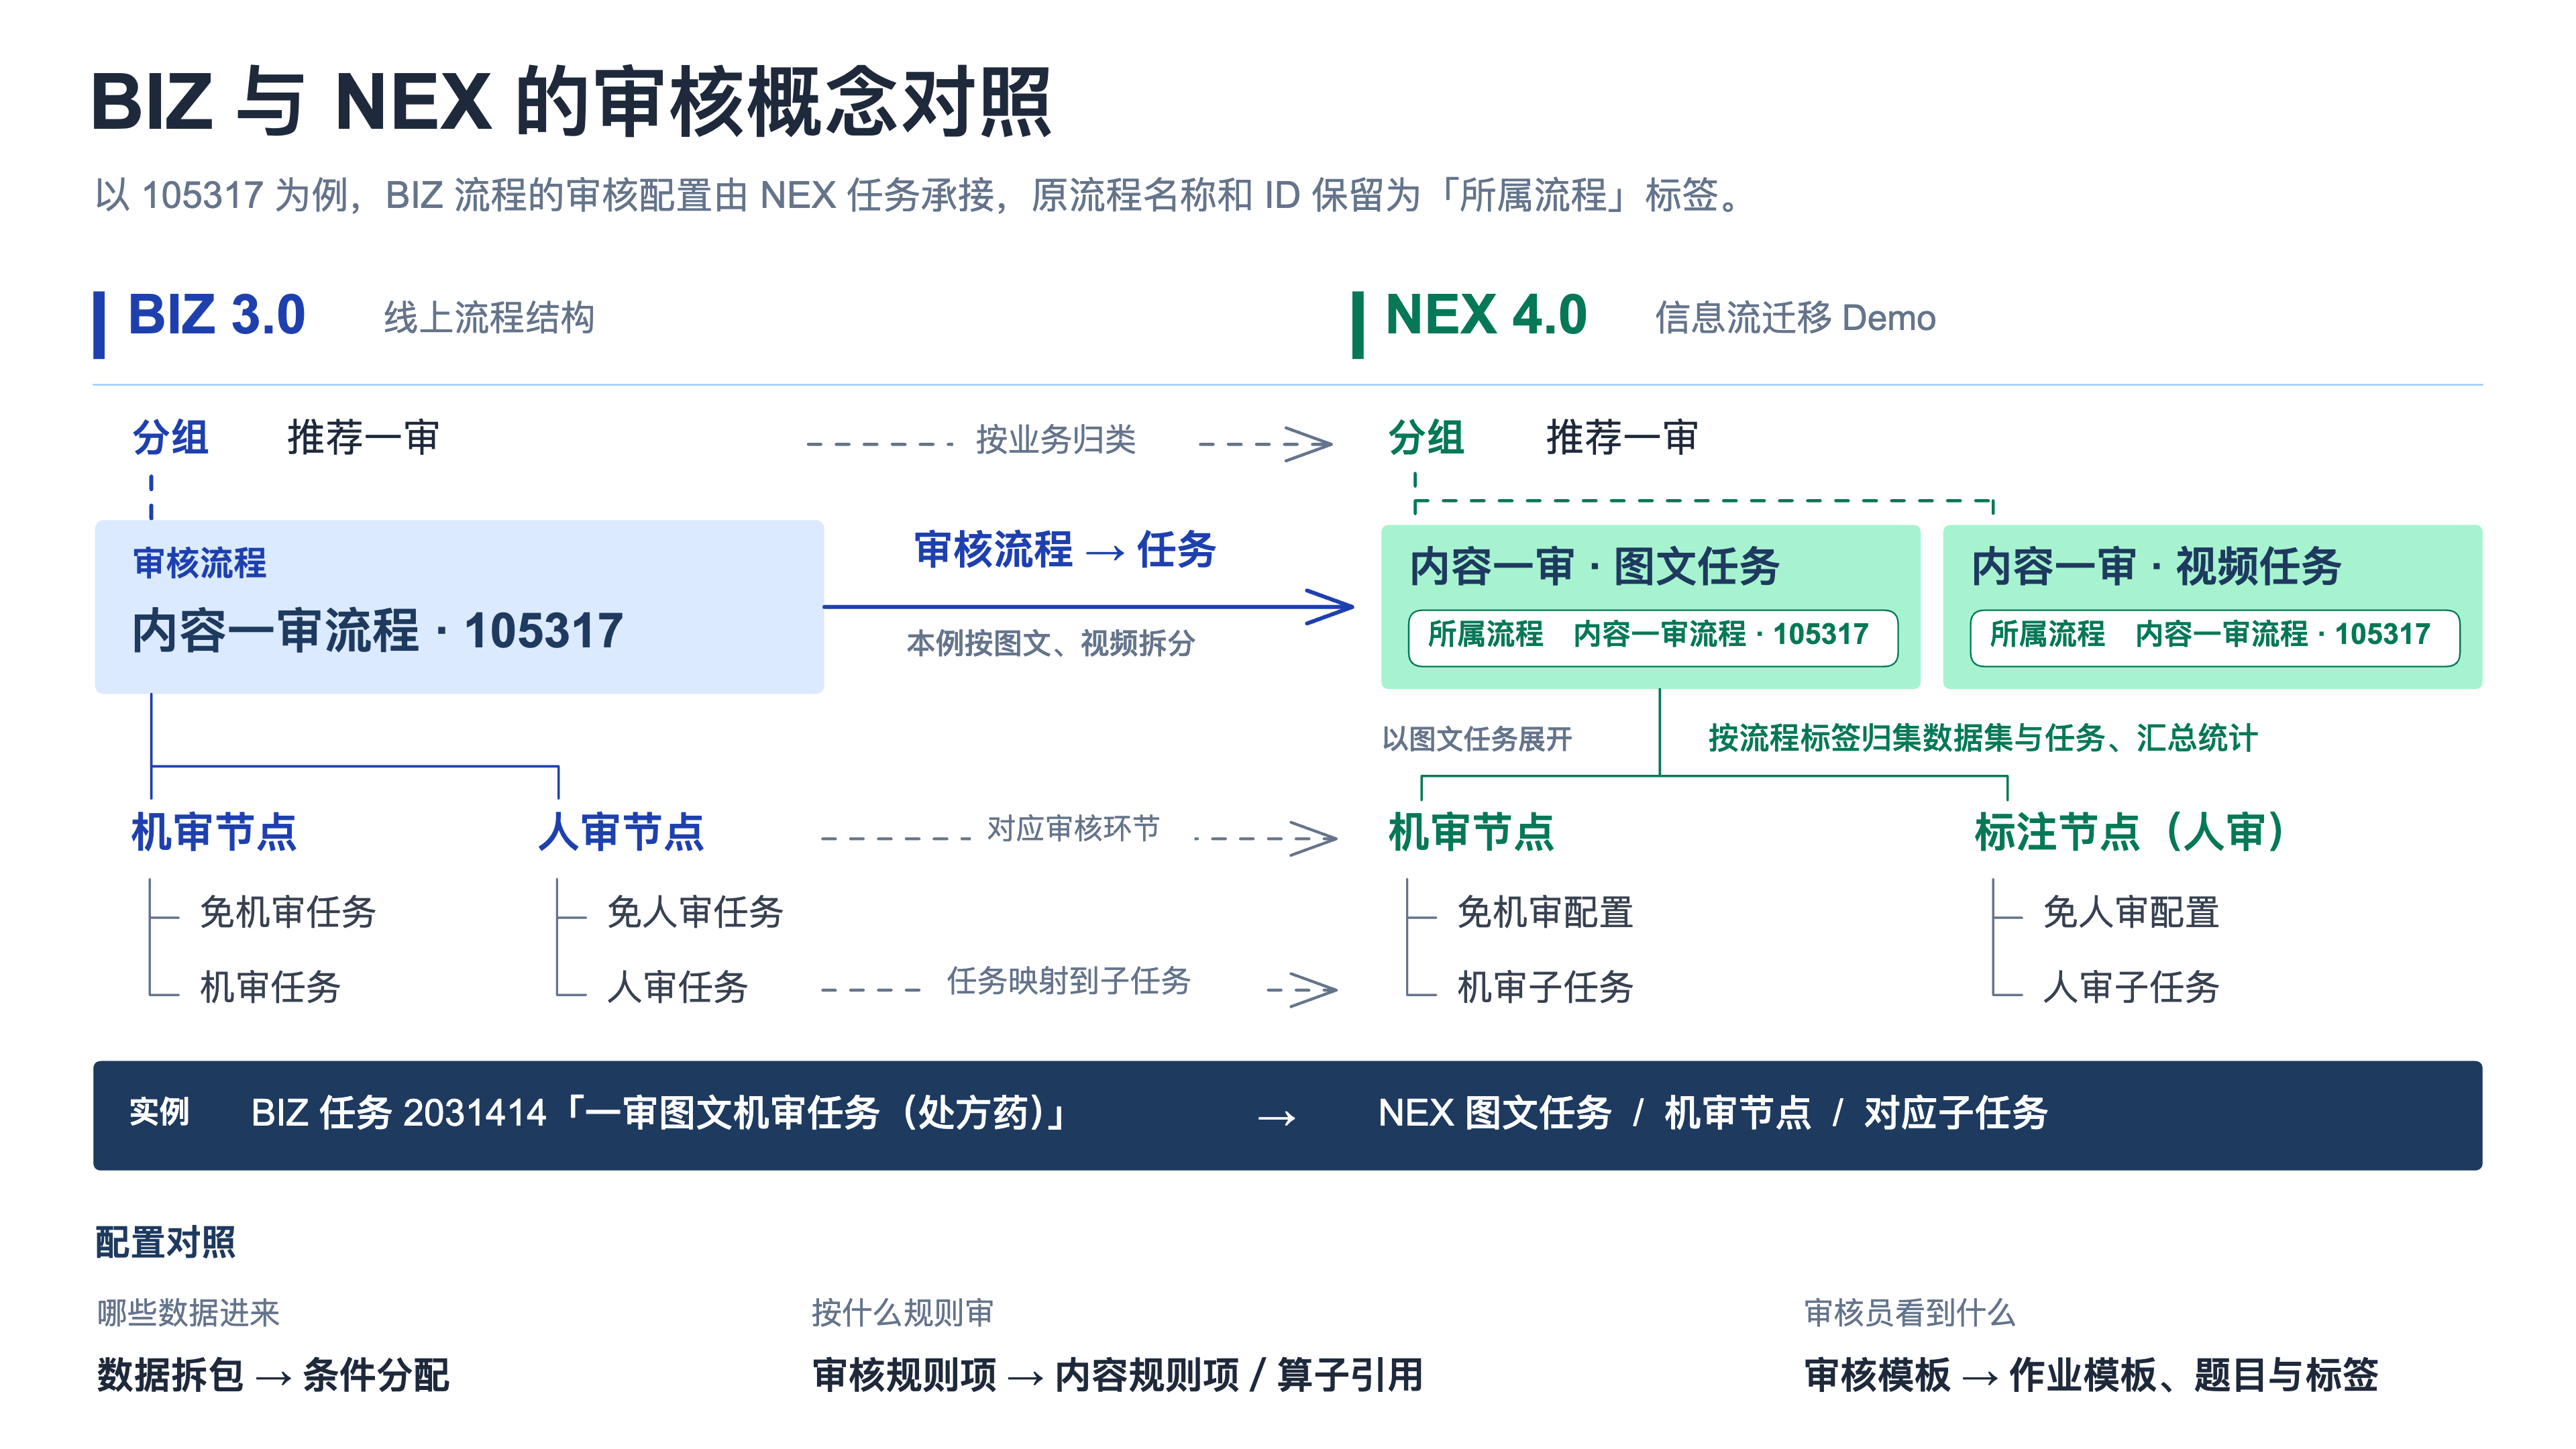 BIZ 与 NEX 的审核概念对照
以 105317 为例，BIZ 流程的审核配置由 NEX 任务承接，原流程名称和 ID 保留为「所属流程」标签。
BIZ 3.0 线上流程结构
NEX 4.0 信息流迁移 Demo
分组 推荐一审
按业务归类
分组 推荐一审
审核流程
内容一审流程 · 105317
审核流程 → 任务
本例按图文、视频拆分
内容一审 · 图文任务
所属流程 内容一审流程 · 105317
内容一审 · 视频任务
所属流程 内容一审流程 · 105317
以图文任务展开
按流程标签归集数据集与任务、汇总统计
机审节点
免机审任务
机审任务
人审节点
免人审任务
人审任务
对应审核环节
任务映射到子任务
机审节点
免机审配置
机审子任务
标注节点（人审）
免人审配置
人审子任务
实例 BIZ 任务 2031414「一审图文机审任务（处方药）」 → NEX 图文任务 / 机审节点 / 对应子任务
配置对照
哪些数据进来
数据拆包 → 条件分配
按什么规则审
审核规则项 → 内容规则项 / 算子引用
审核员看到什么
审核模板 → 作业模板、题目与标签